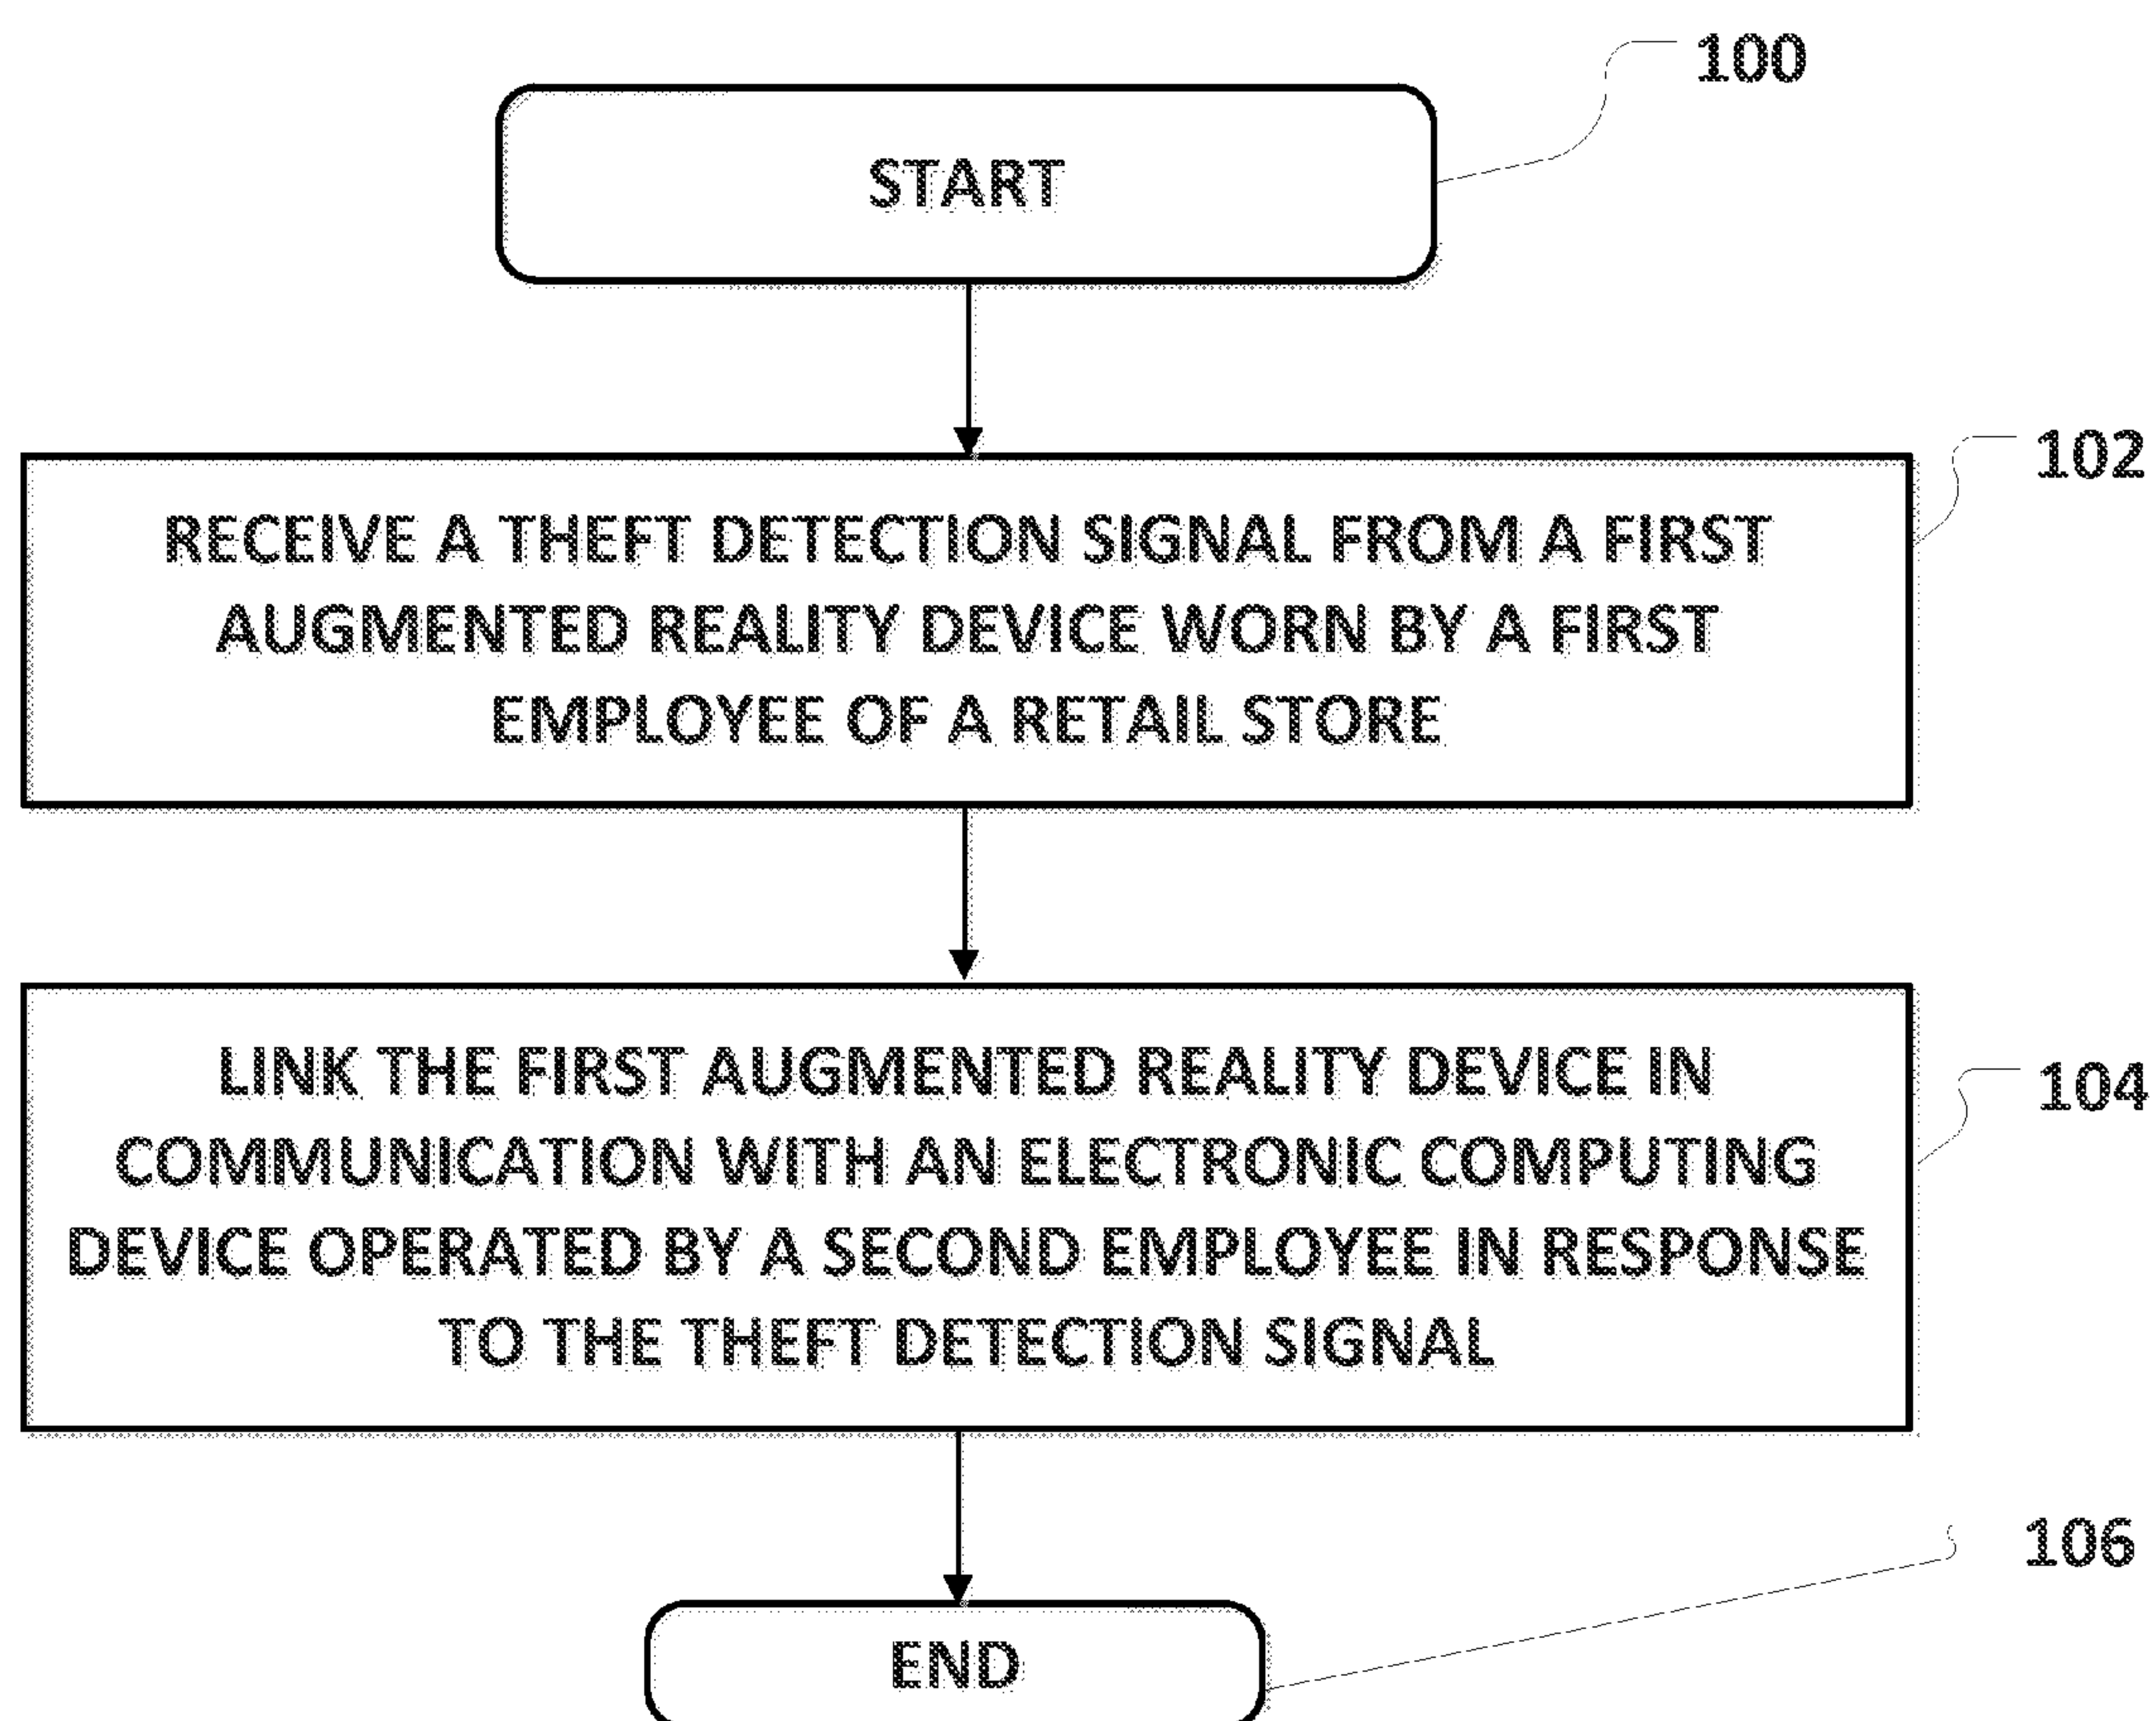 100
START
102
RECEIVE A THEFT DETECTION SIGNAL FROM A FIRST
AUGMENTED REALITY DEVICE WORN BY A FIRST
EMPLOYEE OF A RETAIL STORE
104
LINK THE FIRST AUGMENTED REALITY DEVICE IN
COMMUNICATION WITH AN ELECTRONIC COMPUTING
DEVICE OPERATED BY A SECOND EMPLOYEE IN RESPONSE
TO THE THEFT DETECTION SIGNAL
106
END